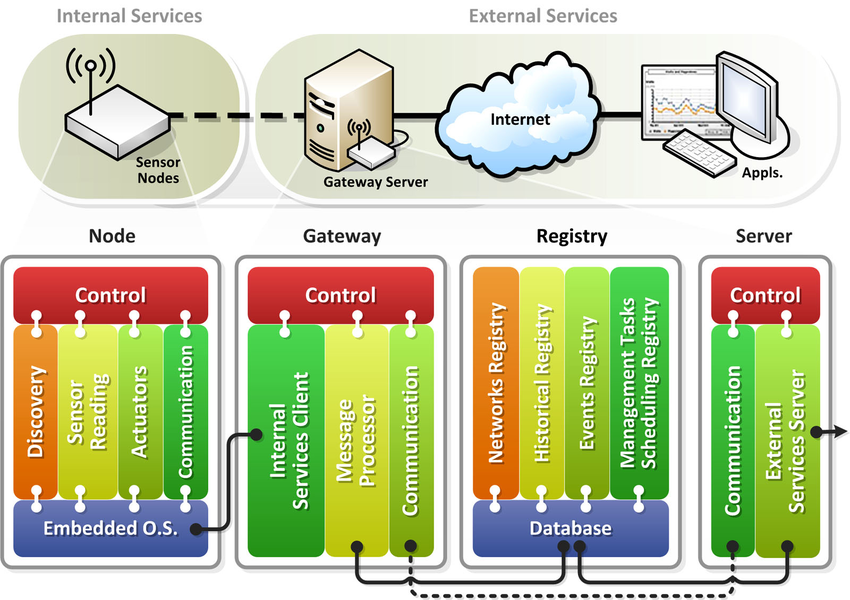 Internal Services
External Services
Sensor
Nodes
Gateway Server
Internet
Appls.
Node
Gateway
Registry
Server
Control
Discovery
Sensor
Reading
Actuators
Communication
Embedded O.S.
Control
Internal
Services Client
Message
Processor
Communication
Networks Registry
Historical Registry
Events Registry
Management Tasks
Scheduling Registry
Database
Control
Communication
External
Services Server